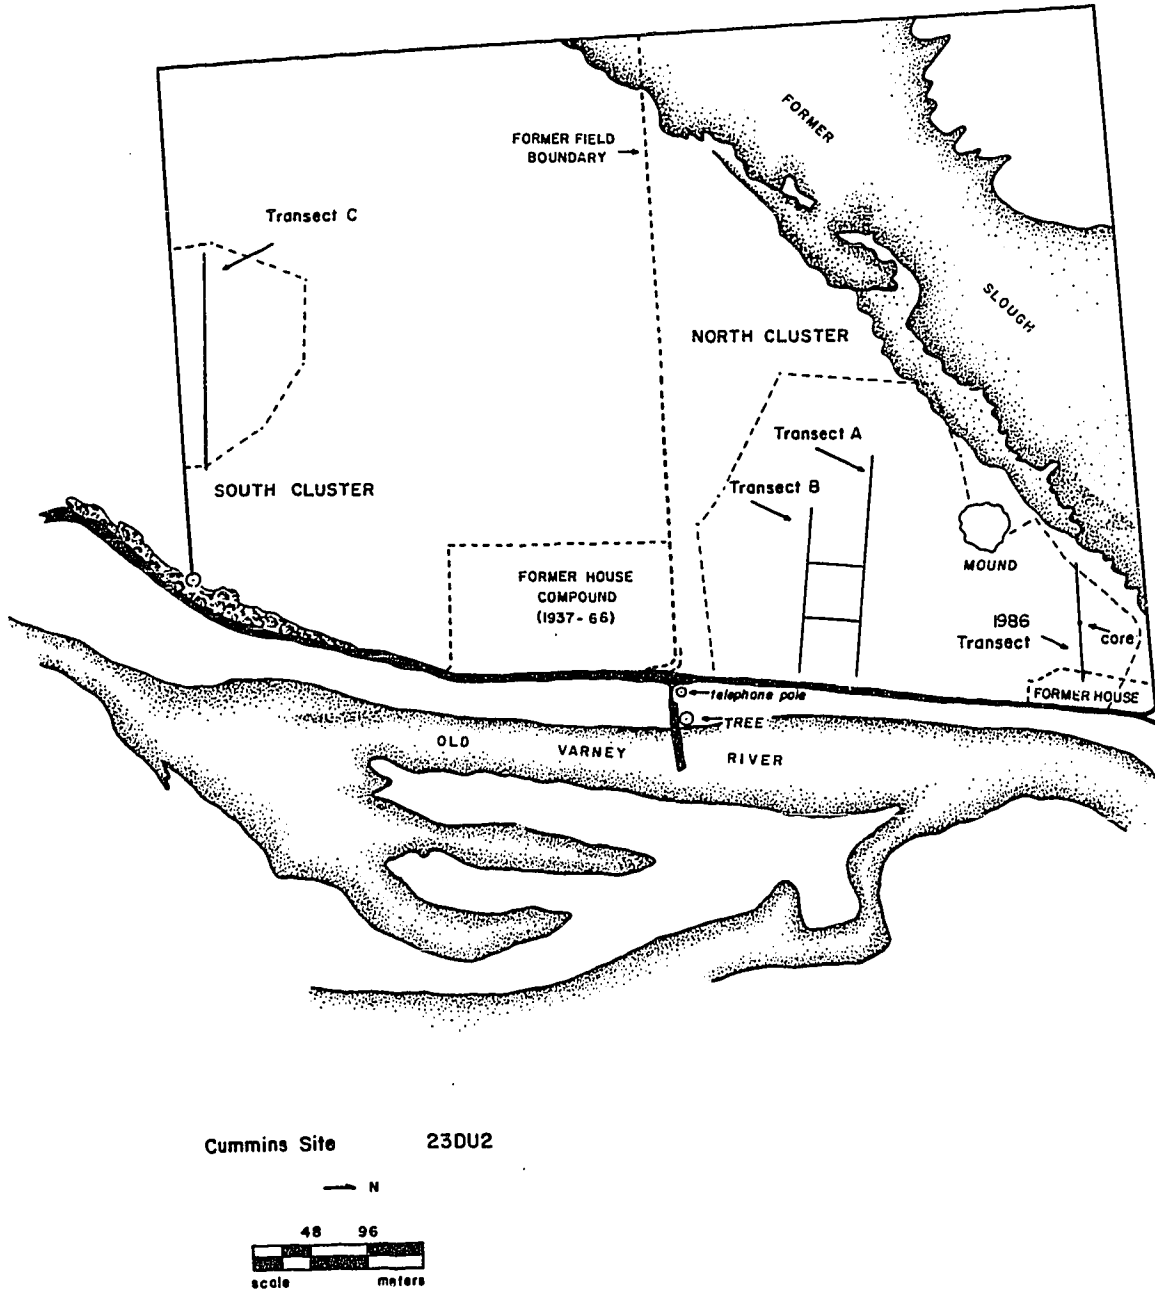 FORMER
FORMER FIELD
BOUNDARY
Transect C
SLOUGH
NORTH CLUSTER
Transect A
Transect B
SOUTH CLUSTER
MOUND
FORMER HOUSE
COMPOUND
(1937-66)
1986
Transect
core
FORMER HOUSE
telephone pole
TREE
OLD VARNEY RIVER
Cummins Site 23DU2
N
48 96
scale meters